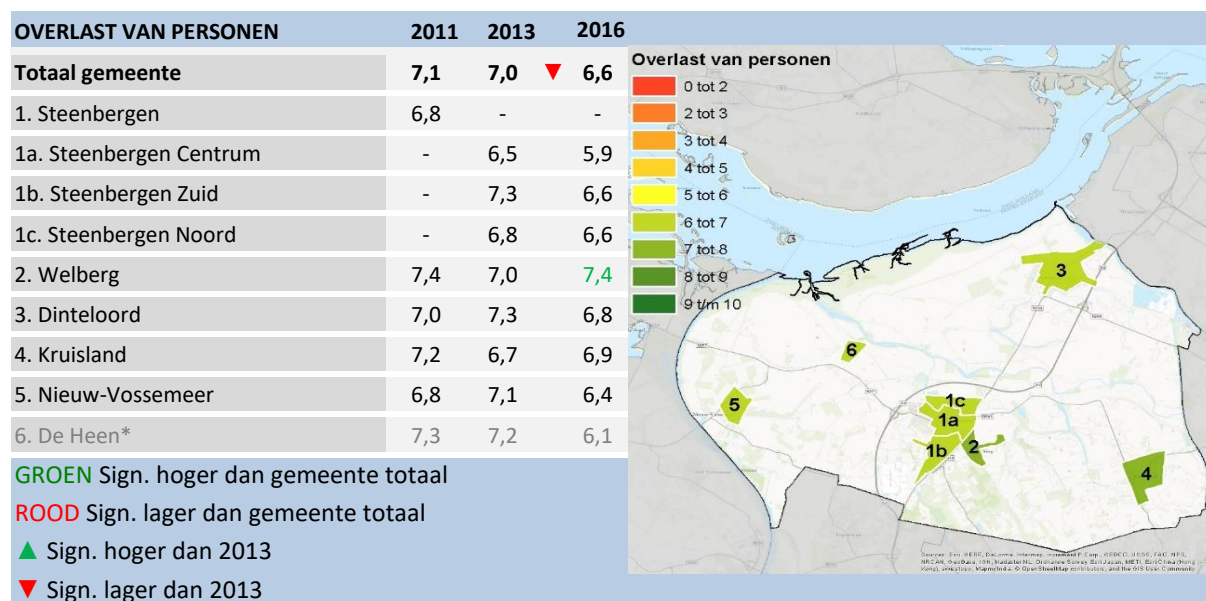 OVERLAST VAN PERSONEN 2011 2013 2016
Totaal gemeente 7,1 7,0 ▼ 6,6
1. Steenbergen 6,8 - -
1a. Steenbergen Centrum - 6,5 5,9
1b. Steenbergen Zuid - 7,3 6,6
1c. Steenbergen Noord - 6,8 6,6
2. Welberg 7,4 7,0 7,4
3. Dinteloord 7,0 7,3 6,8
4. Kruisland 7,2 6,7 6,9
5. Nieuw-Vossemeer 6,8 7,1 6,4
6. De Heen* 7,3 7,2 6,1
GROEN Sign. hoger dan gemeente totaal
ROOD Sign. lager dan gemeente totaal
▲ Sign. hoger dan 2013
▼ Sign. lager dan 2013
Overlast van personen
0 tot 2
2 tot 3
3 tot 4
4 tot 5
5 tot 6
6 tot 7
7 tot 8
8 tot 9
9 t/m 10
3
6
5
1c
1a
1b
2
4